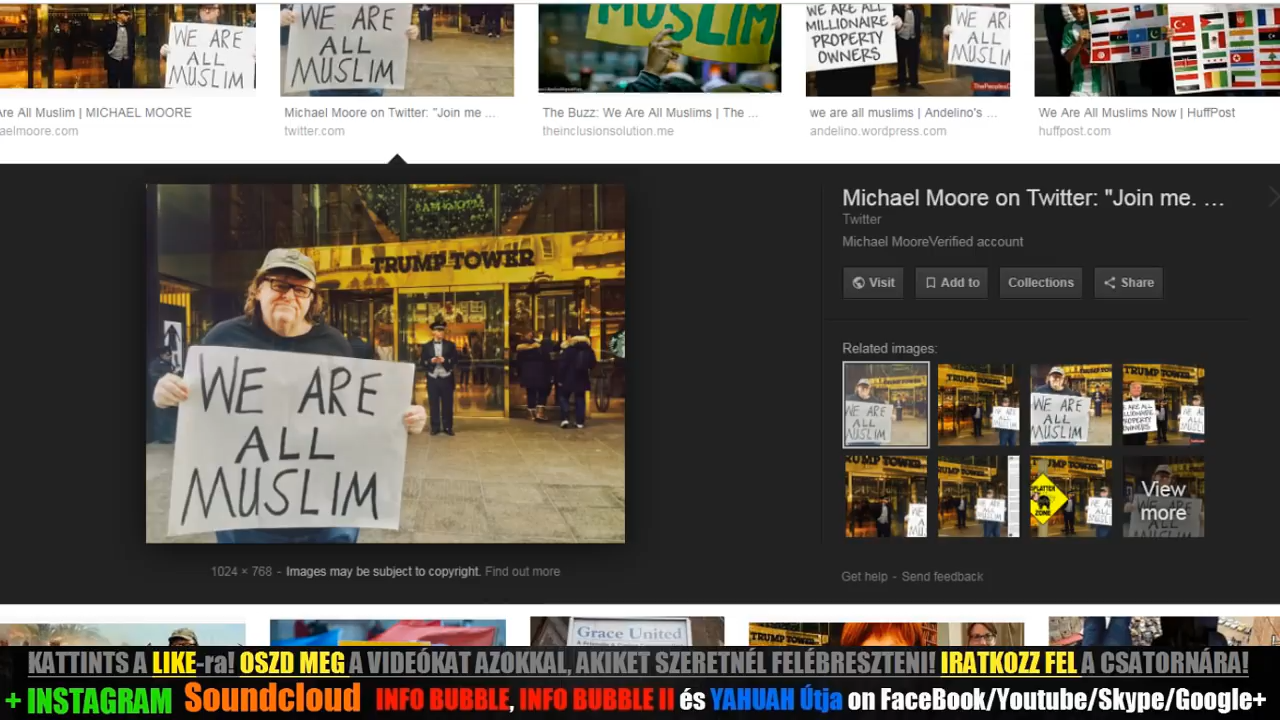 WE ARE
ALL
MUSLIM
WE ARE
ALL
MUSLIM
MUSLIM
WE ARE ALL
MILLIONAIRE
PROPERTY
OWNERS
WE ARE
ALL
MUSLIM
Are All Muslim | MICHAEL MOORE
aelmoore.com
Michael Moore on Twitter: "Join me ...
twitter.com
The Buzz: We Are All Muslims | The ...
theinclusionsolution.me
we are all muslims | Andelino's ...
andelino.wordpress.com
We Are All Muslims Now | HuffPost
huffpost.com
TRUMP TOWER
WE ARE
ALL
MUSLIM
1024 × 768 - Images may be subject to copyright. Find out more
Michael Moore on Twitter: "Join me. ...
Twitter
Michael MooreVerified account
Visit
Add to
Collections
Share
Related images:
View
more
Get help - Send feedback
Grace United
KATTINTS A LIKE-ra! OSZD MEG A VIDEÓKAT AZOKKAL, AKIKET SZERETNÉL FELÉBRESZTENI! IRATKOZZ FEL A CSATORNÁRA!
+ INSTAGRAM Soundcloud INFO BUBBLE, INFO BUBBLE II és YAHUAH Útja on FaceBook/Youtube/Skype/Google+